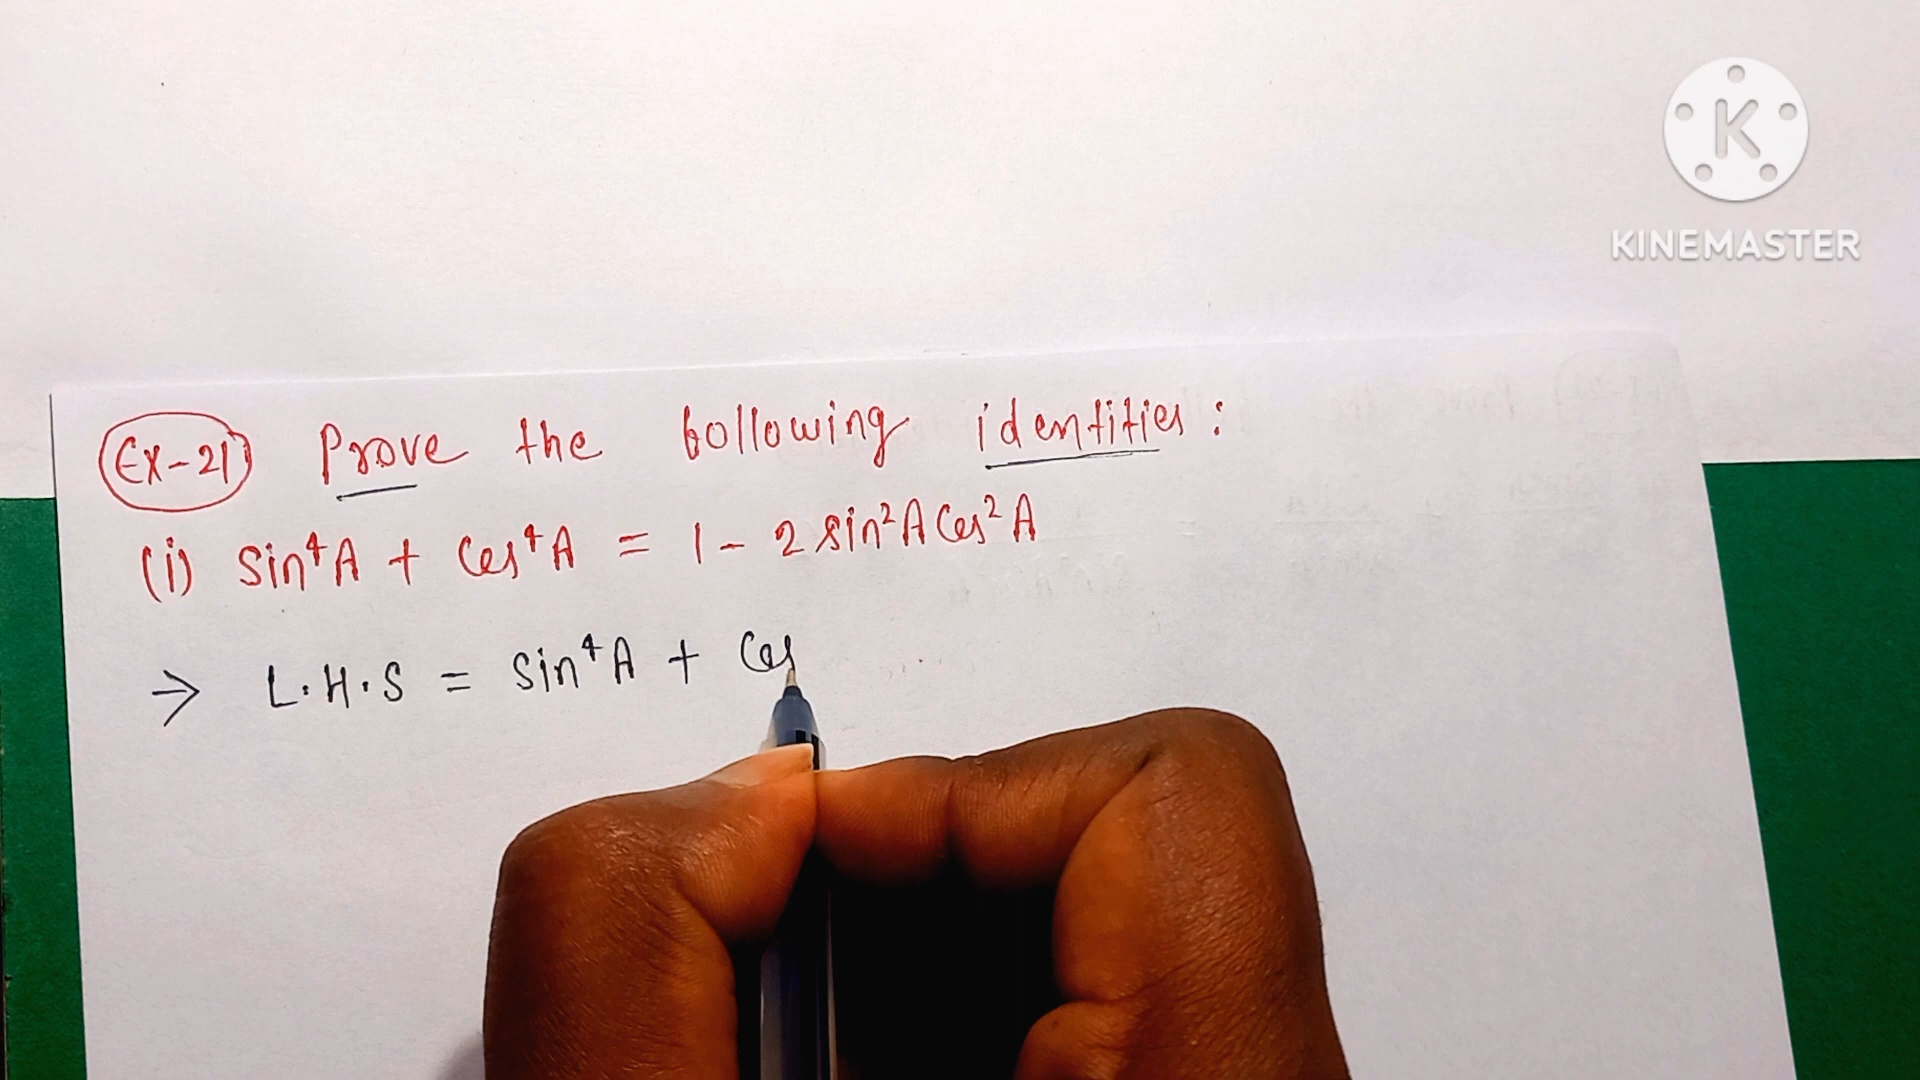 K
KINEMASTER
Ex-21 Prove the following identities:
(i) Sin⁴A + Cos⁴A = 1 - 2 sin²A Cos²A
→ L.H.S = Sin⁴A + Cos